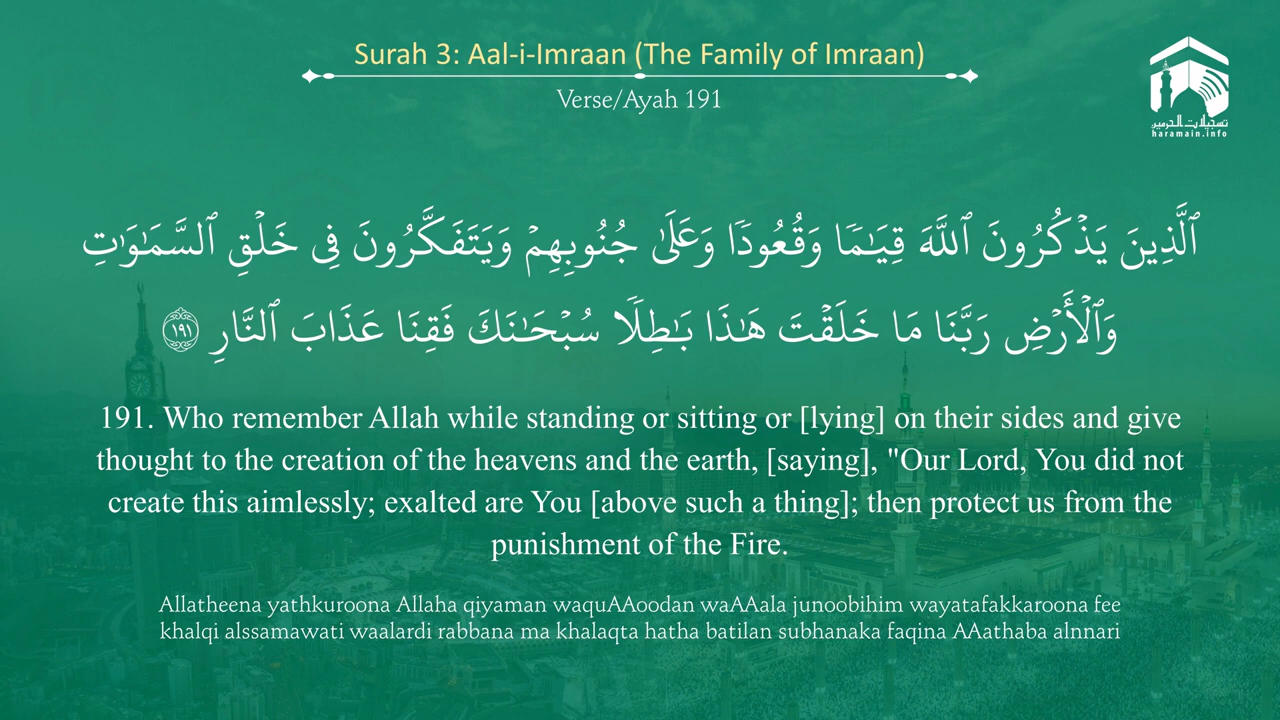 Surah 3: Aal-i-Imraan (The Family of Imraan)
Verse/Ayah 191
تسجيلات الحرمين
haramain.info
ٱلَّذِينَ يَذۡكُرُونَ ٱللَّهَ قِيَٰمٗا وَقُعُودٗا وَعَلَىٰ جُنُوبِهِمۡ وَيَتَفَكَّرُونَ فِي خَلۡقِ ٱلسَّمَٰوَٰتِ
وَٱلۡأَرۡضِ رَبَّنَا مَا خَلَقۡتَ هَٰذَا بَٰطِلٗا سُبۡحَٰنَكَ فَقِنَا عَذَابَ ٱلنَّارِ ١٩١
191. Who remember Allah while standing or sitting or [lying] on their sides and give
thought to the creation of the heavens and the earth, [saying], "Our Lord, You did not
create this aimlessly; exalted are You [above such a thing]; then protect us from the
punishment of the Fire.
Allatheena yathkuroona Allaha qiyaman waquAAoodan waAAala junoobihim wayatafakkaroona fee
khalqi alssamawati waalardi rabbana ma khalaqta hatha batilan subhanaka faqina AAathaba alnnari